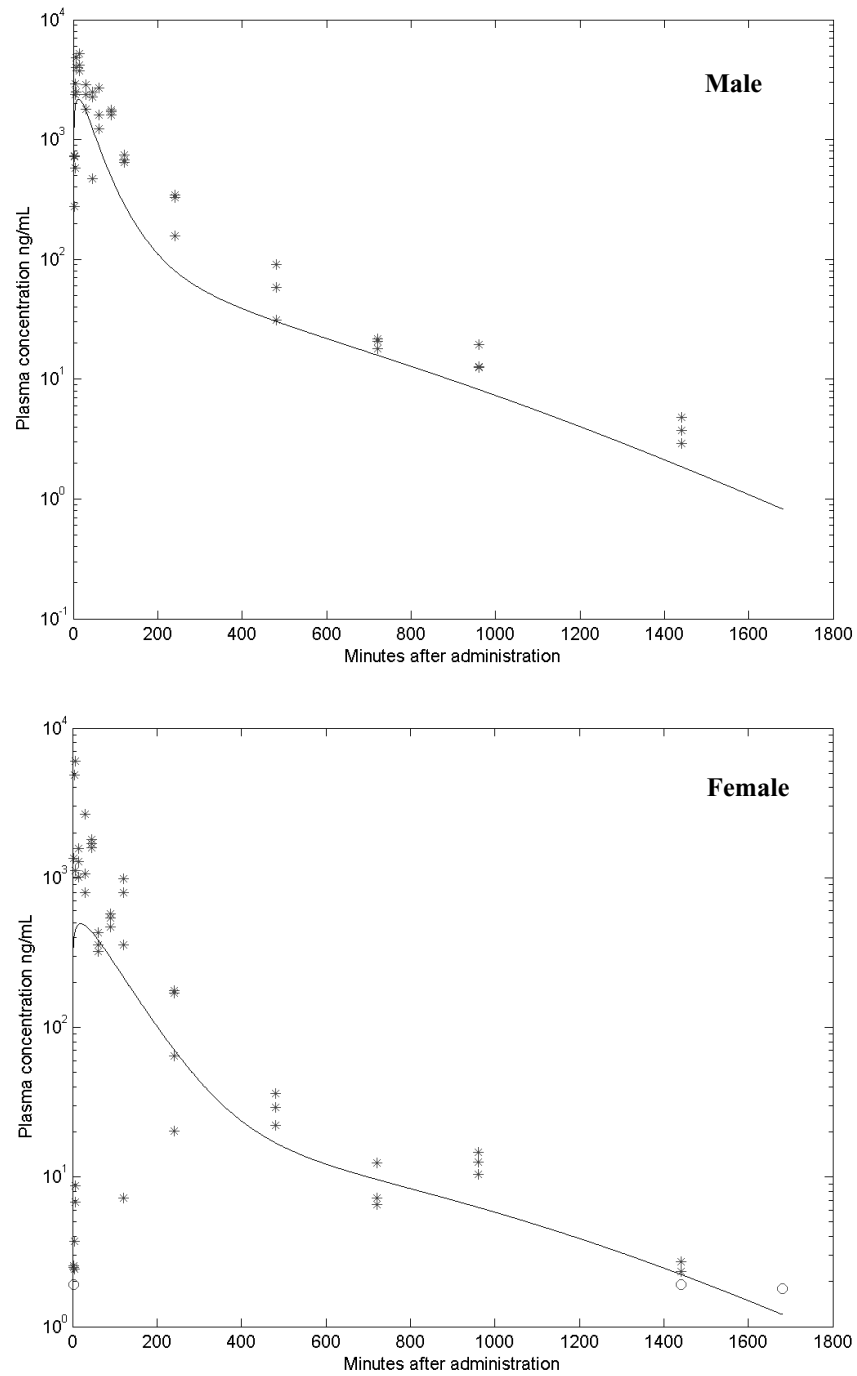 10^4
Male
10^3
10^2
10^1
10^0
10^-1
Plasma concentration ng/mL
0 200 400 600 800 1000 1200 1400 1600 1800
Minutes after administration
10^4
Female
10^3
10^2
10^1
10^0
Plasma concentration ng/mL
0 200 400 600 800 1000 1200 1400 1600 1800
Minutes after administration